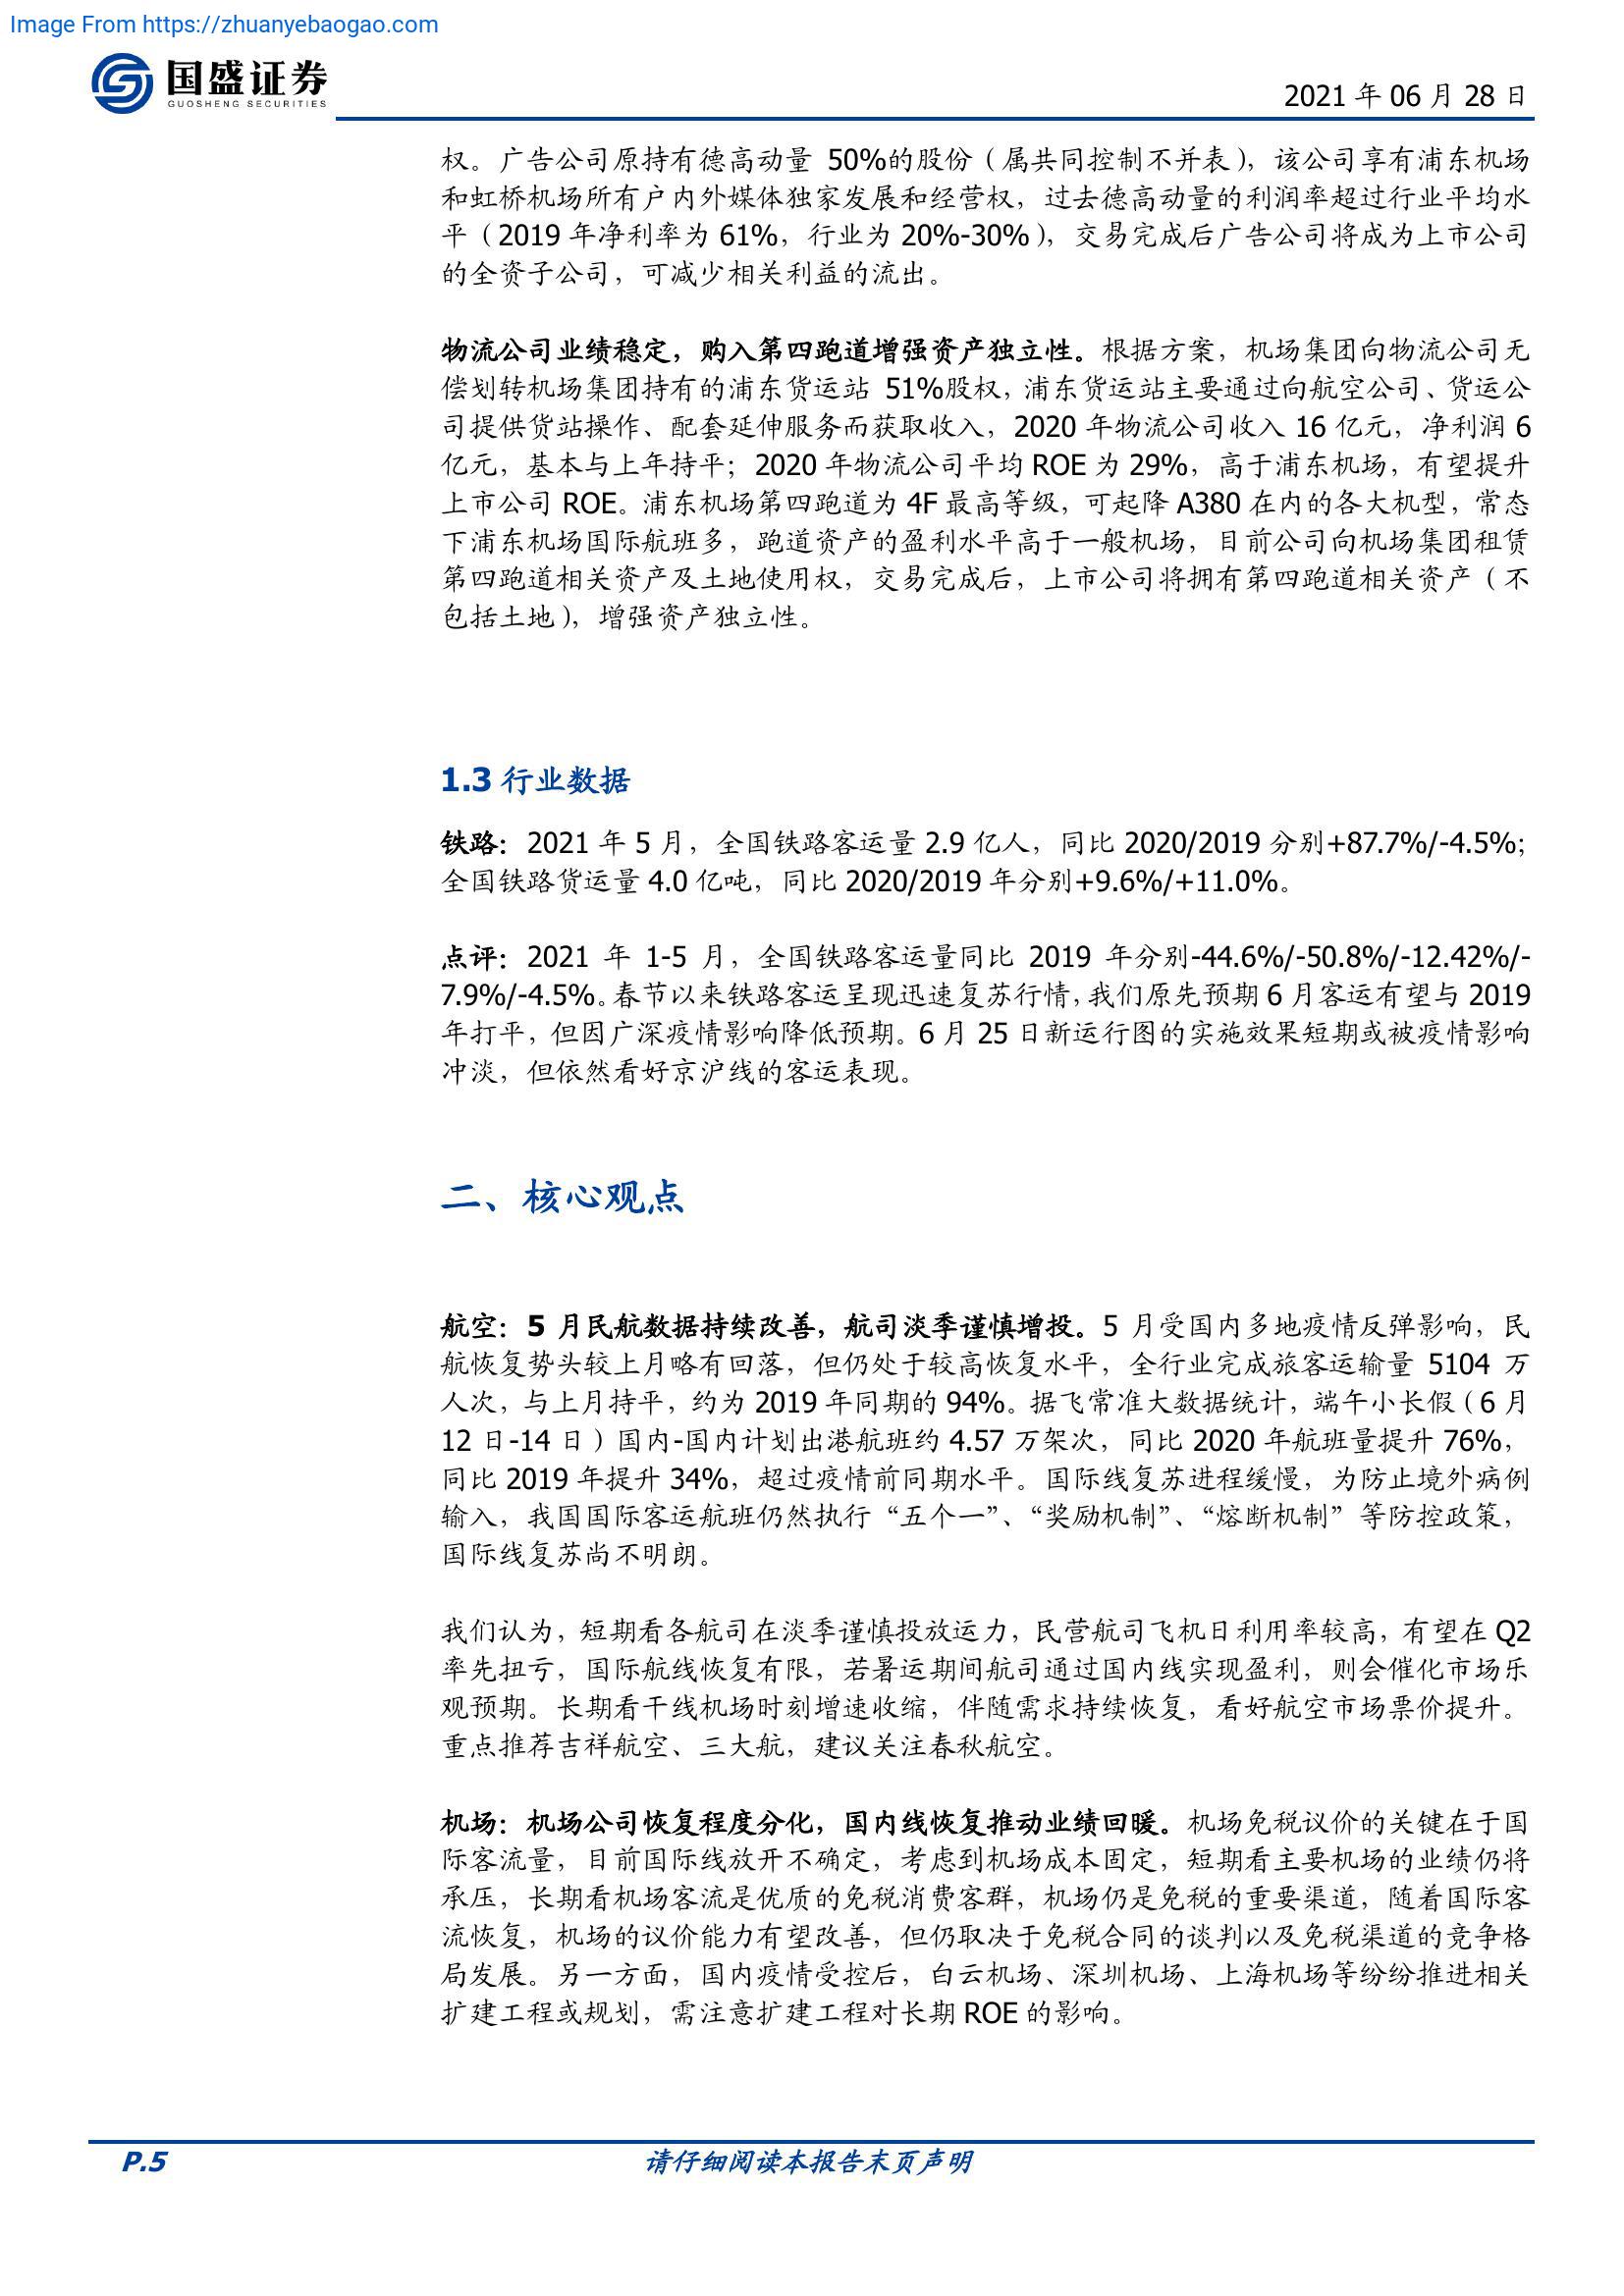 Image From https://zhuanyebaogao.com
国盛证券
GUOSHENG SECURITIES
2021 年 06 月 28 日
权。广告公司原持有德高动量 50%的股份（属共同控制不并表），该公司享有浦东机场
和虹桥机场所有户内外媒体独家发展和经营权，过去德高动量的利润率超过行业平均水
平（2019 年净利率为 61%，行业为 20%-30%），交易完成后广告公司将成为上市公司
的全资子公司，可减少相关利益的流出。
物流公司业绩稳定，购入第四跑道增强资产独立性。根据方案，机场集团向物流公司无
偿划转机场集团持有的浦东货运站 51%股权，浦东货运站主要通过向航空公司、货运公
司提供货站操作、配套延伸服务而获取收入，2020 年物流公司收入 16 亿元，净利润 6
亿元，基本与上年持平；2020 年物流公司平均 ROE 为 29%，高于浦东机场，有望提升
上市公司 ROE。浦东机场第四跑道为 4F 最高等级，可起降 A380 在内的各大机型，常态
下浦东机场国际航班多，跑道资产的盈利水平高于一般机场，目前公司向机场集团租赁
第四跑道相关资产及土地使用权，交易完成后，上市公司将拥有第四跑道相关资产（不
包括土地），增强资产独立性。
1.3 行业数据
铁路：2021 年 5 月，全国铁路客运量 2.9 亿人，同比 2020/2019 分别+87.7%/-4.5%；
全国铁路货运量 4.0 亿吨，同比 2020/2019 年分别+9.6%/+11.0%。
点评：2021 年 1-5 月，全国铁路客运量同比 2019 年分别-44.6%/-50.8%/-12.42%/-
7.9%/-4.5%。春节以来铁路客运呈现迅速复苏行情，我们原先预期 6 月客运有望与 2019
年打平，但因广深疫情影响降低预期。6 月 25 日新运行图的实施效果短期或被疫情影响
冲淡，但依然看好京沪线的客运表现。
二、核心观点
航空：5 月民航数据持续改善，航司淡季谨慎增投。5 月受国内多地疫情反弹影响，民
航恢复势头较上月略有回落，但仍处于较高恢复水平，全行业完成旅客运输量 5104 万
人次，与上月持平，约为 2019 年同期的 94%。据飞常准大数据统计，端午小长假（6 月
12 日-14 日）国内-国内计划出港航班约 4.57 万架次，同比 2020 年航班量提升 76%，
同比 2019 年提升 34%，超过疫情前同期水平。国际线复苏进程缓慢，为防止境外病例
输入，我国国际客运航班仍然执行“五个一”、“奖励机制”、“熔断机制”等防控政策，
国际线复苏尚不明朗。
我们认为，短期看各航司在淡季谨慎投放运力，民营航司飞机日利用率较高，有望在 Q2
率先扭亏，国际航线恢复有限，若暑运期间航司通过国内线实现盈利，则会催化市场乐
观预期。长期看干线机场时刻增速收缩，伴随需求持续恢复，看好航空市场票价提升。
重点推荐吉祥航空、三大航，建议关注春秋航空。
机场：机场公司恢复程度分化，国内线恢复推动业绩回暖。机场免税议价的关键在于国
际客流量，目前国际线放开不确定，考虑到机场成本固定，短期看主要机场的业绩仍将
承压，长期看机场客流是优质的免税消费客群，机场仍是免税的重要渠道，随着国际客
流恢复，机场的议价能力有望改善，但仍取决于免税合同的谈判以及免税渠道的竞争格
局发展。另一方面，国内疫情受控后，白云机场、深圳机场、上海机场等纷纷推进相关
扩建工程或规划，需注意扩建工程对长期 ROE 的影响。
P.5
请仔细阅读本报告末页声明